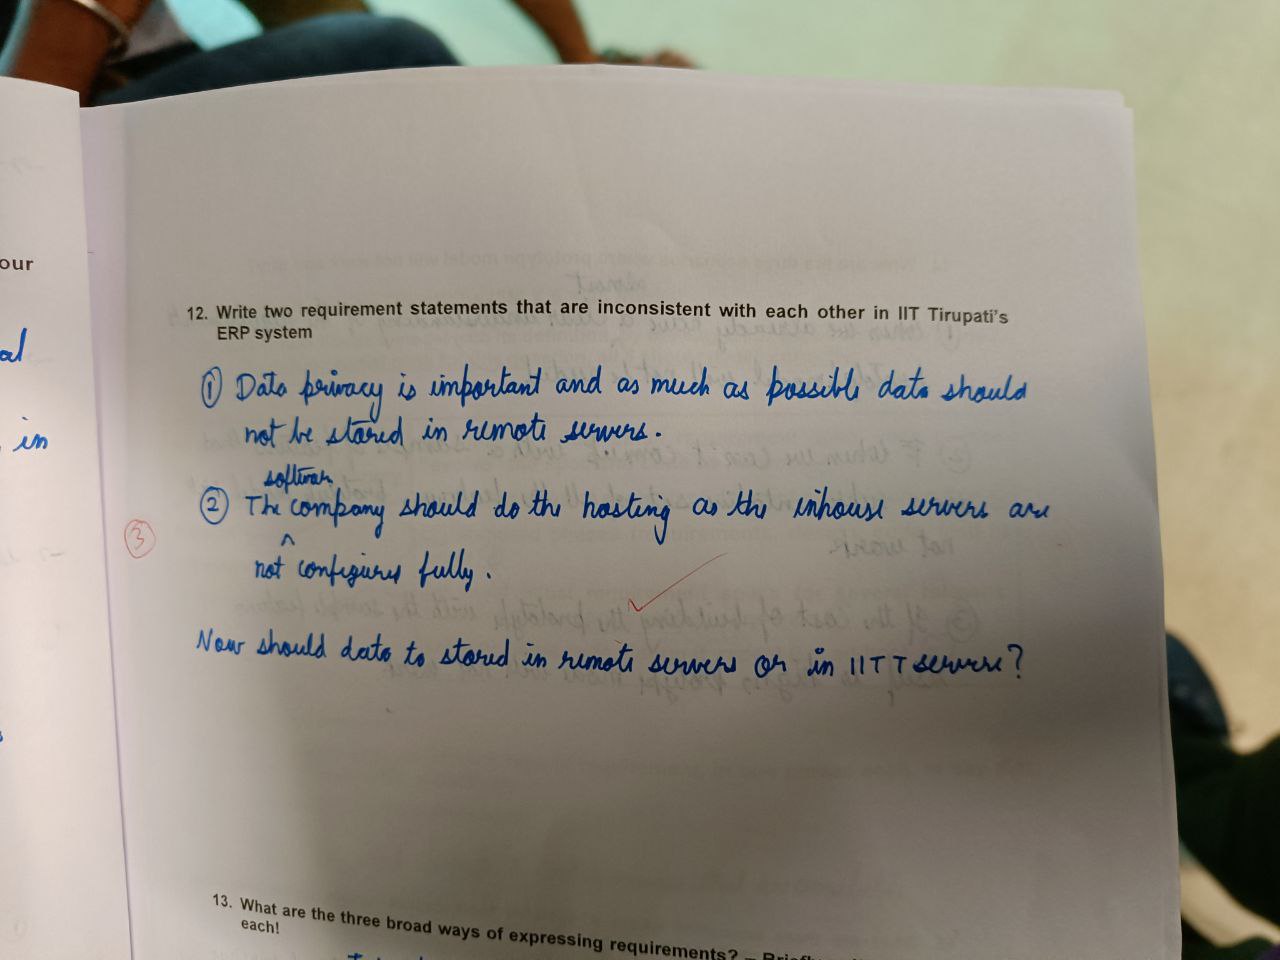 our
al
in
12. Write two requirement statements that are inconsistent with each other in IIT Tirupati's
ERP system
① Data privacy is important and as much as possible data should
not be stored in remote servers.
software
② The ^ company should do the hosting as the inhouse servers are
③
not configured fully.
Now should data to stored in remote servers or in IITT servers?
13. What are the three broad ways of expressing requirements? –
each!